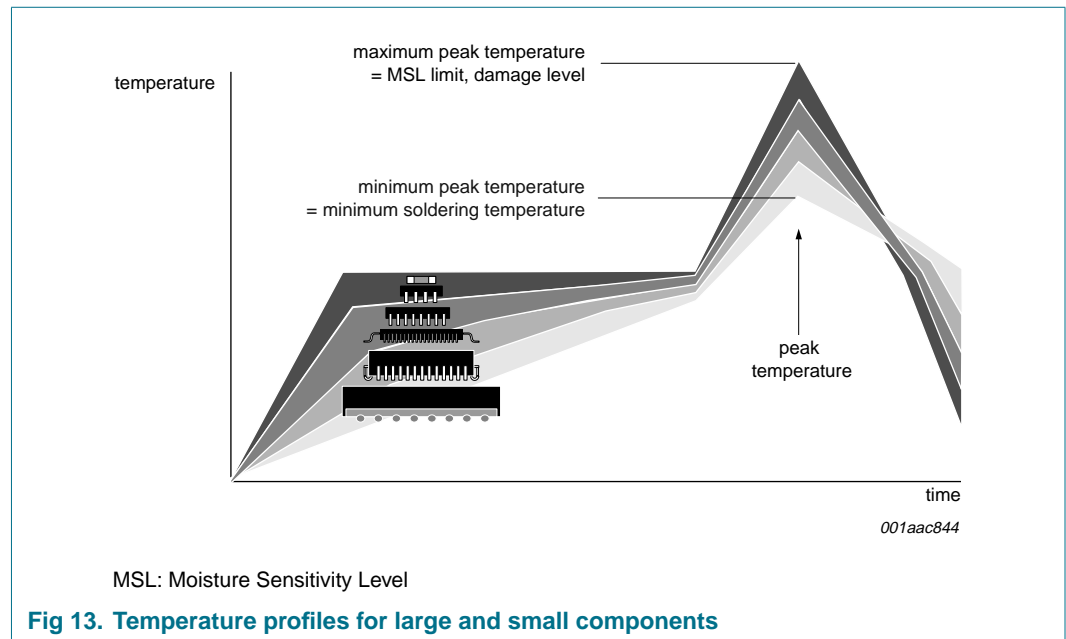 maximum peak temperature
= MSL limit, damage level
temperature
minimum peak temperature
= minimum soldering temperature
peak
temperature
time
001aac844
MSL: Moisture Sensitivity Level
Fig 13. Temperature profiles for large and small components